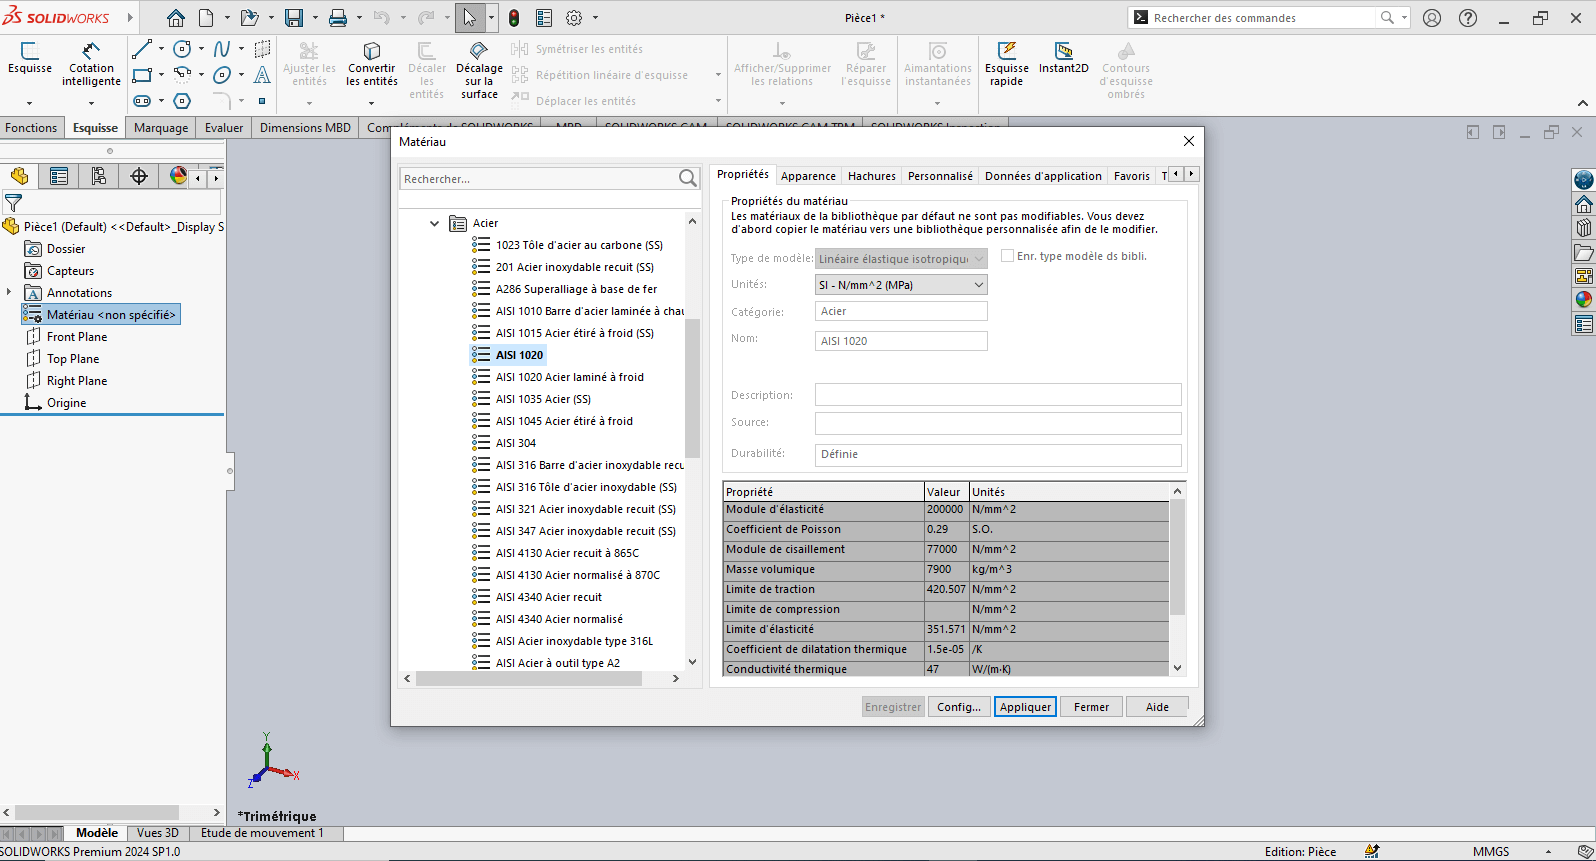 SOLIDWORKS
Pièce1 *
Rechercher des commandes
Esquisse
Cotation intelligente
Ajuster les entités
Convertir les entités
Décaler les entités
Décalage sur la surface
Symétriser les entités
Répétition linéaire d'esquisse
Déplacer les entités
Afficher/Supprimer les relations
Réparer l'esquisse
Aimantations instantanées
Esquisse rapide
Instant2D
Contours d'esquisse ombrés
Fonctions
Esquisse
Marquage
Evaluer
Dimensions MBD
Pièce1 (Default) <<Default>_Display S
Dossier
Capteurs
Annotations
Matériau <non spécifié>
Front Plane
Top Plane
Right Plane
Origine
Matériau
Rechercher...
Acier
1023 Tôle d'acier au carbone (SS)
201 Acier inoxydable recuit (SS)
A286 Superalliage à base de fer
AISI 1010 Barre d'acier laminée à chau
AISI 1015 Acier étiré à froid (SS)
AISI 1020
AISI 1020 Acier laminé à froid
AISI 1035 Acier (SS)
AISI 1045 Acier étiré à froid
AISI 304
AISI 316 Barre d'acier inoxydable recu
AISI 316 Tôle d'acier inoxydable (SS)
AISI 321 Acier inoxydable recuit (SS)
AISI 347 Acier inoxydable recuit (SS)
AISI 4130 Acier recuit à 865C
AISI 4130 Acier normalisé à 870C
AISI 4340 Acier recuit
AISI 4340 Acier normalisé
AISI Acier inoxydable type 316L
AISI Acier à outil type A2
Propriétés
Apparence
Hachures
Personnalisé
Données d'application
Favoris
T
Propriétés du matériau
Les matériaux de la bibliothèque par défaut ne sont pas modifiables. Vous devez
d'abord copier le matériau vers une bibliothèque personnalisée afin de le modifier.
Type de modèle: Linéaire élastique isotropiqu
Enr. type modèle ds bibli.
Unités: SI - N/mm^2 (MPa)
Catégorie: Acier
Nom: AISI 1020
Description:
Source:
Durabilité: Définie
Propriété Valeur Unités
Module d'élasticité 200000 N/mm^2
Coefficient de Poisson 0.29 S.O.
Module de cisaillement 77000 N/mm^2
Masse volumique 7900 kg/m^3
Limite de traction 420.507 N/mm^2
Limite de compression N/mm^2
Limite d'élasticité 351.571 N/mm^2
Coefficient de dilatation thermique 1.5e-05 /K
Conductivité thermique 47 W/(m·K)
Enregistrer
Config...
Appliquer
Fermer
Aide
Y
X
Z
*Trimétrique
Modèle
Vues 3D
Etude de mouvement 1
SOLIDWORKS Premium 2024 SP1.0
Edition: Pièce
MMGS